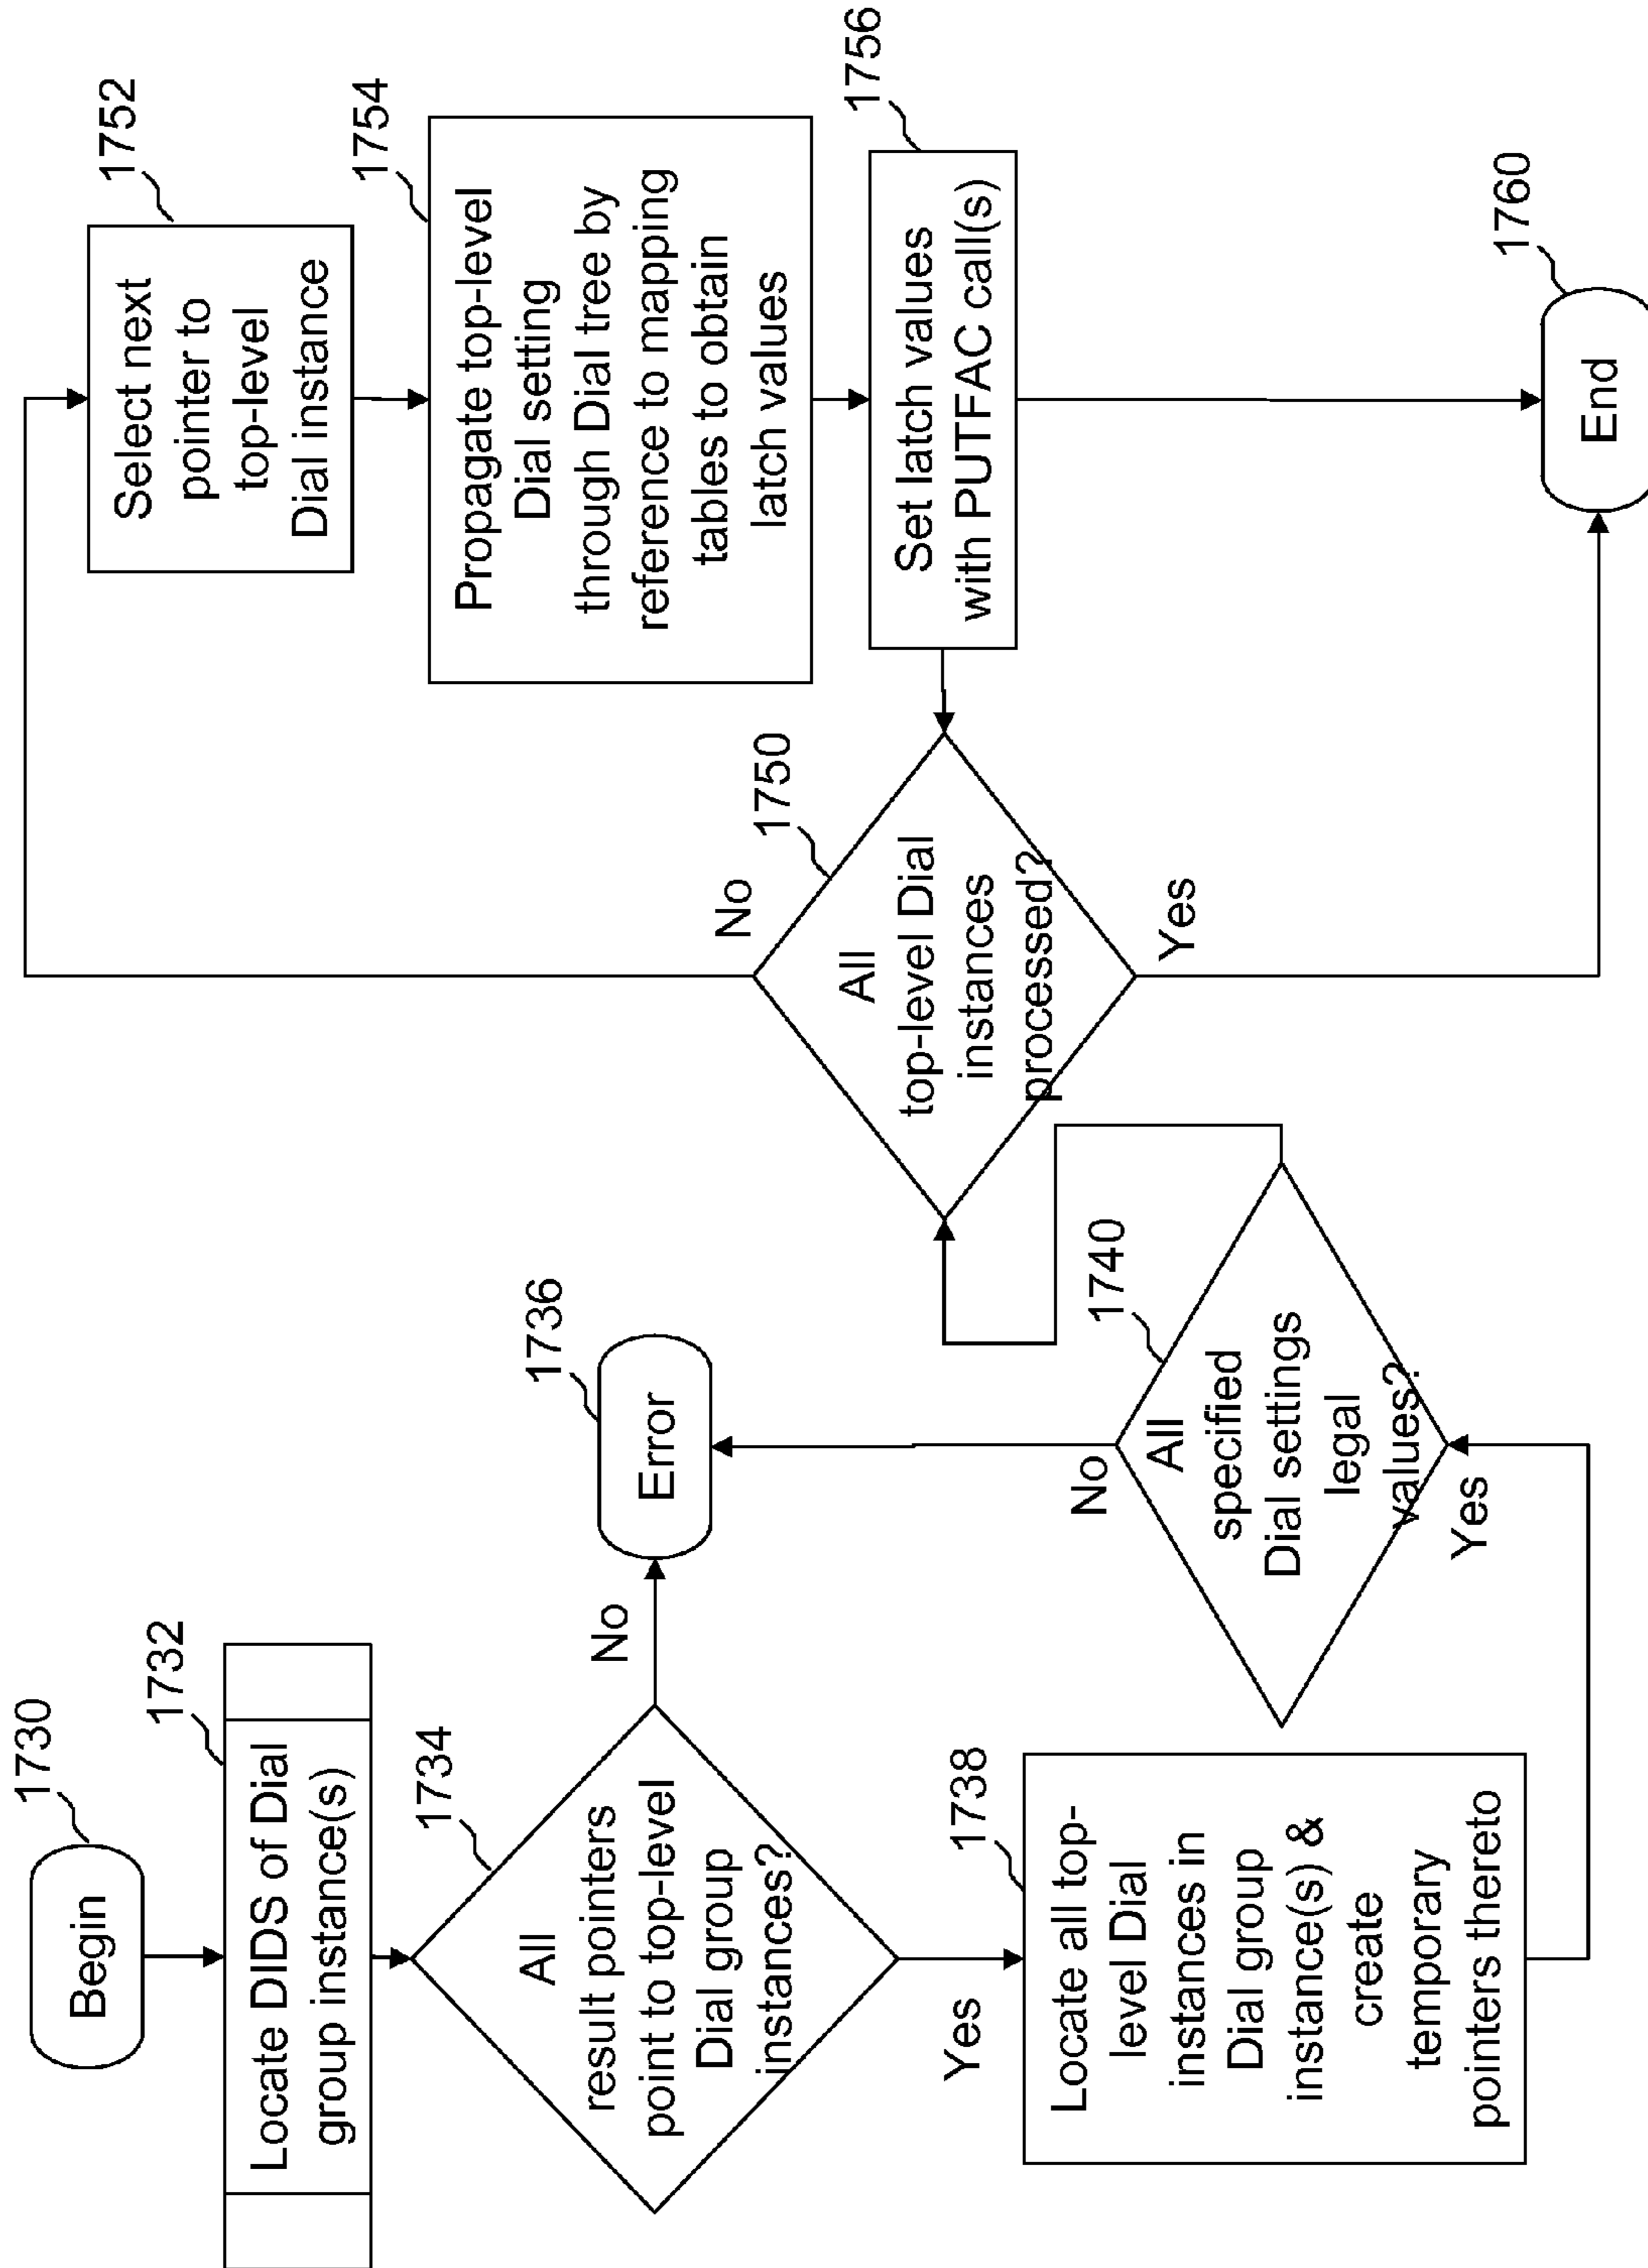 1730
Begin
1732
Locate DIDS of Dial
group instance(s)
1734
All
result pointers
point to top-level
Dial group
instances?
No
Yes
1736
Error
1738
Locate all top-
level Dial
instances in
Dial group
instance(s) &
create
temporary
pointers thereto
1740
No
All
specified
Dial settings
legal
values?
Yes
1750
No
All
top-level Dial
instances
processed?
Yes
1752
Select next
pointer to
top-level
Dial instance
1754
Propagate top-level
Dial setting
through Dial tree by
reference to mapping
tables to obtain
latch values
1756
Set latch values
with PUTFAC call(s)
1760
End